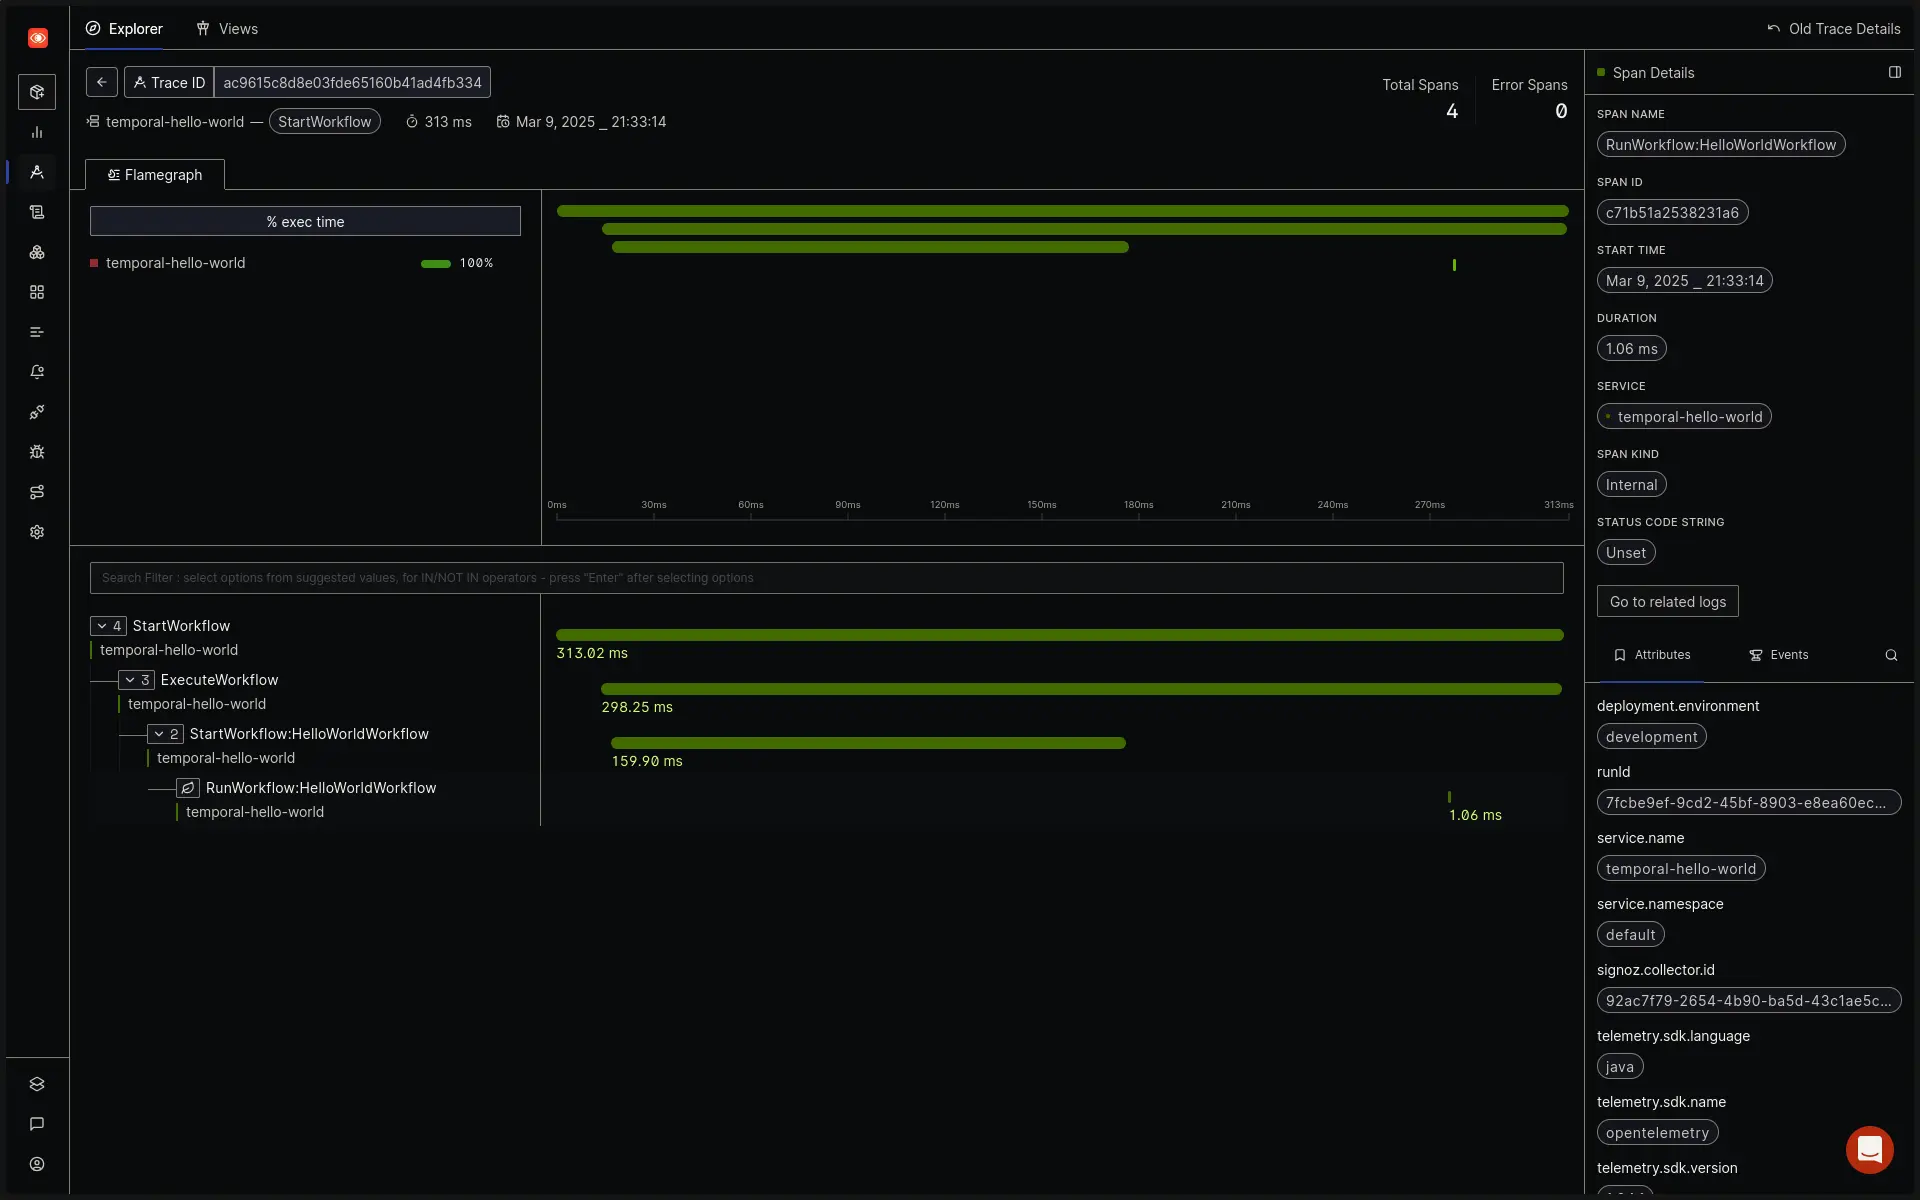 Explorer
Views
Old Trace Details
Trace ID
ac9615c8d8e03fde65160b41ad4fb334
temporal-hello-world — StartWorkflow
313 ms
Mar 9, 2025 _ 21:33:14
Total Spans
4
Error Spans
0
Flamegraph
% exec time
temporal-hello-world
100%
0ms 30ms 60ms 90ms 120ms 150ms 180ms 210ms 240ms 270ms 313ms
Search Filter : select options from suggested values, for IN/NOT IN operators - press "Enter" after selecting options
4 StartWorkflow
temporal-hello-world
313.02 ms
3 ExecuteWorkflow
temporal-hello-world
298.25 ms
2 StartWorkflow:HelloWorldWorkflow
temporal-hello-world
159.90 ms
RunWorkflow:HelloWorldWorkflow
temporal-hello-world
1.06 ms
Span Details
SPAN NAME
RunWorkflow:HelloWorldWorkflow
SPAN ID
c71b51a2538231a6
START TIME
Mar 9, 2025 _ 21:33:14
DURATION
1.06 ms
SERVICE
temporal-hello-world
SPAN KIND
Internal
STATUS CODE STRING
Unset
Go to related logs
Attributes
Events
deployment.environment
development
runId
7fcbe9ef-9cd2-45bf-8903-e8ea60ec...
service.name
temporal-hello-world
service.namespace
default
signoz.collector.id
92ac7f79-2654-4b90-ba5d-43c1ae5c...
telemetry.sdk.language
java
telemetry.sdk.name
opentelemetry
telemetry.sdk.version